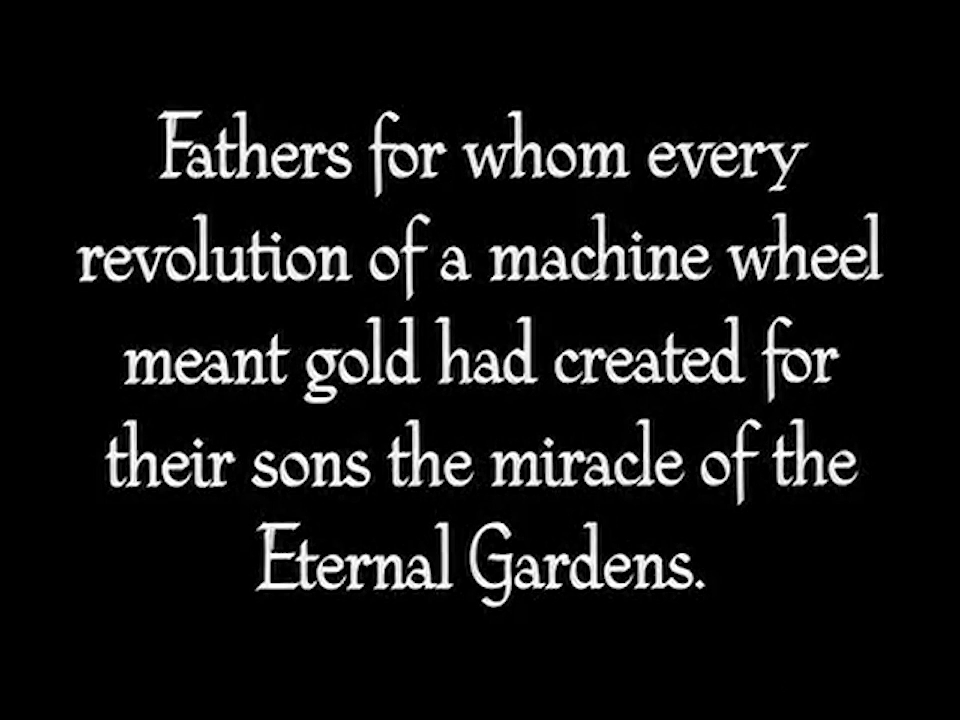 Fathers for whom every
revolution of a machine wheel
meant gold had created for
their sons the miracle of the
Eternal Gardens.